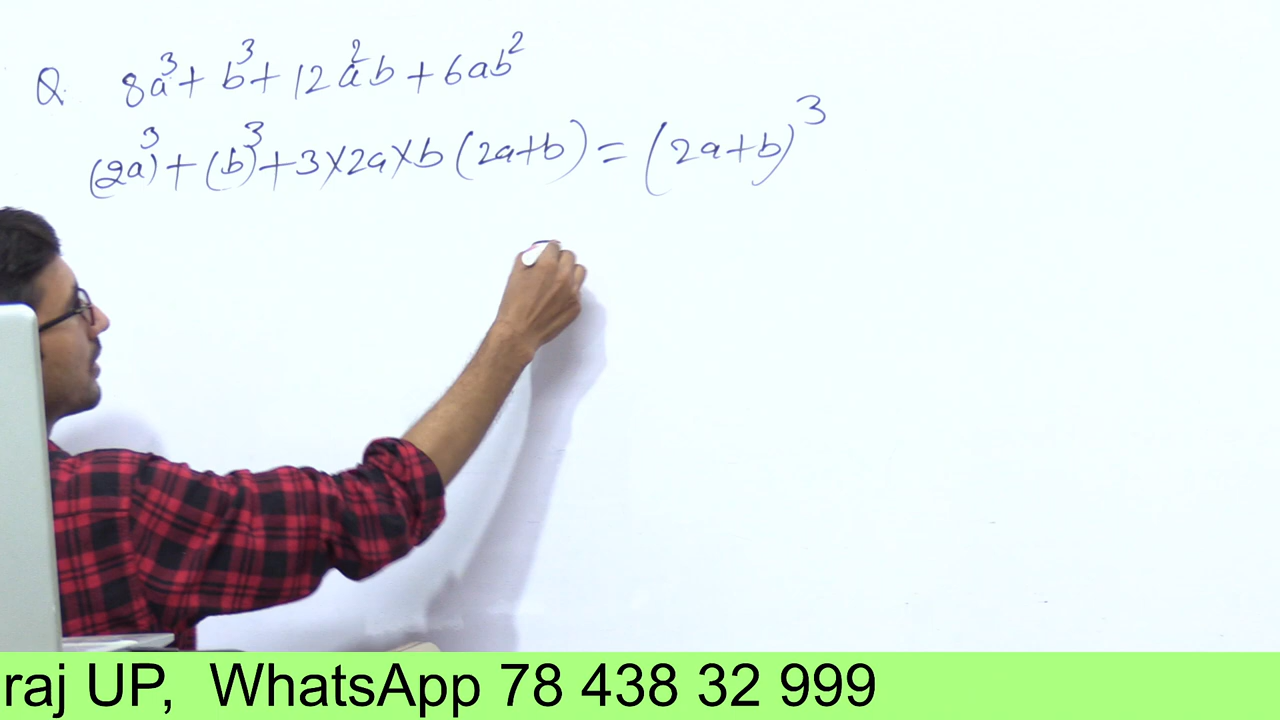 Q. 8a³ + b³ + 12a²b + 6ab²
(2a)³ + (b)³ + 3×2a×b (2a+b) = (2a+b)³
raj UP, WhatsApp 78 438 32 999